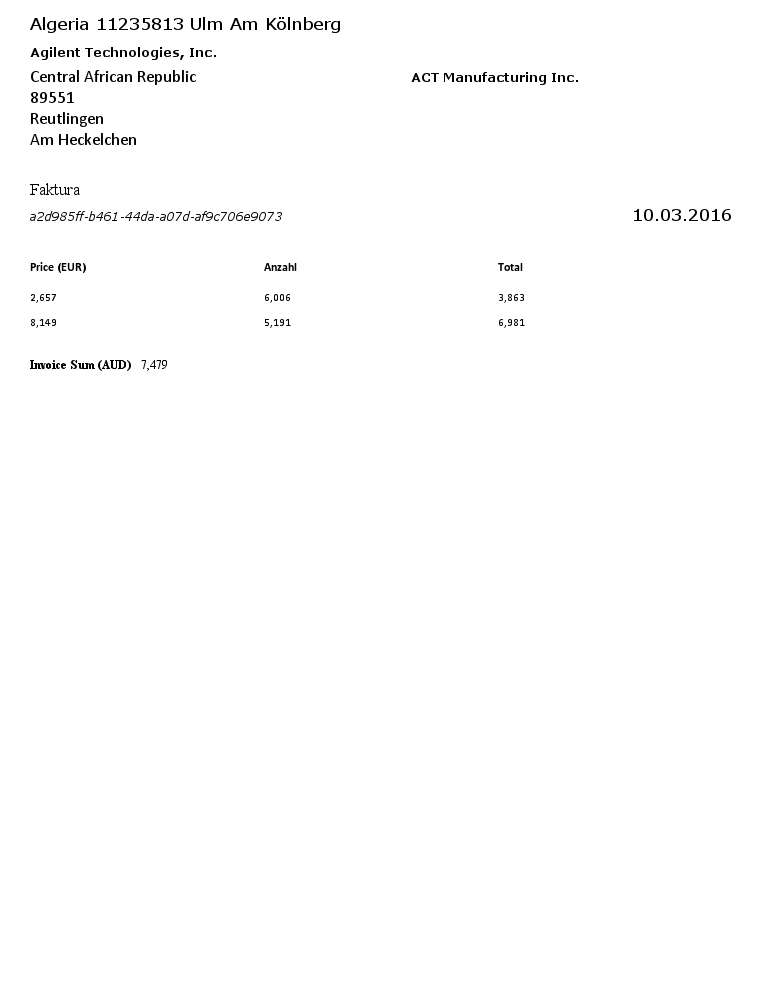 Algeria 11235813 Ulm Am Kölnberg
Agilent Technologies, Inc.
Central African Republic
89551
Reutlingen
Am Heckelchen
ACT Manufacturing Inc.
Faktura
a2d985ff-b461-44da-a07d-af9c706e9073
10.03.2016
Price (EUR) Anzahl Total
2,657 6,006 3,863
8,149 5,191 6,981
Invoice Sum (AUD) 7,479